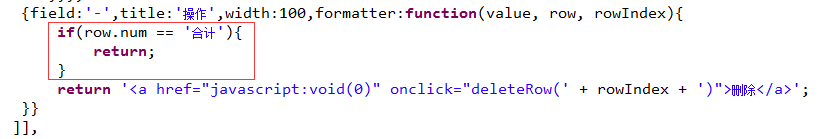 {field:'-',title:'操作',width:100,formatter:function(value, row, rowIndex){
if(row.num == '合计'){
return;
}
return '<a href="javascript:void(0)" onclick="deleteRow(' + rowIndex + ')">删除</a>';
}}
]],